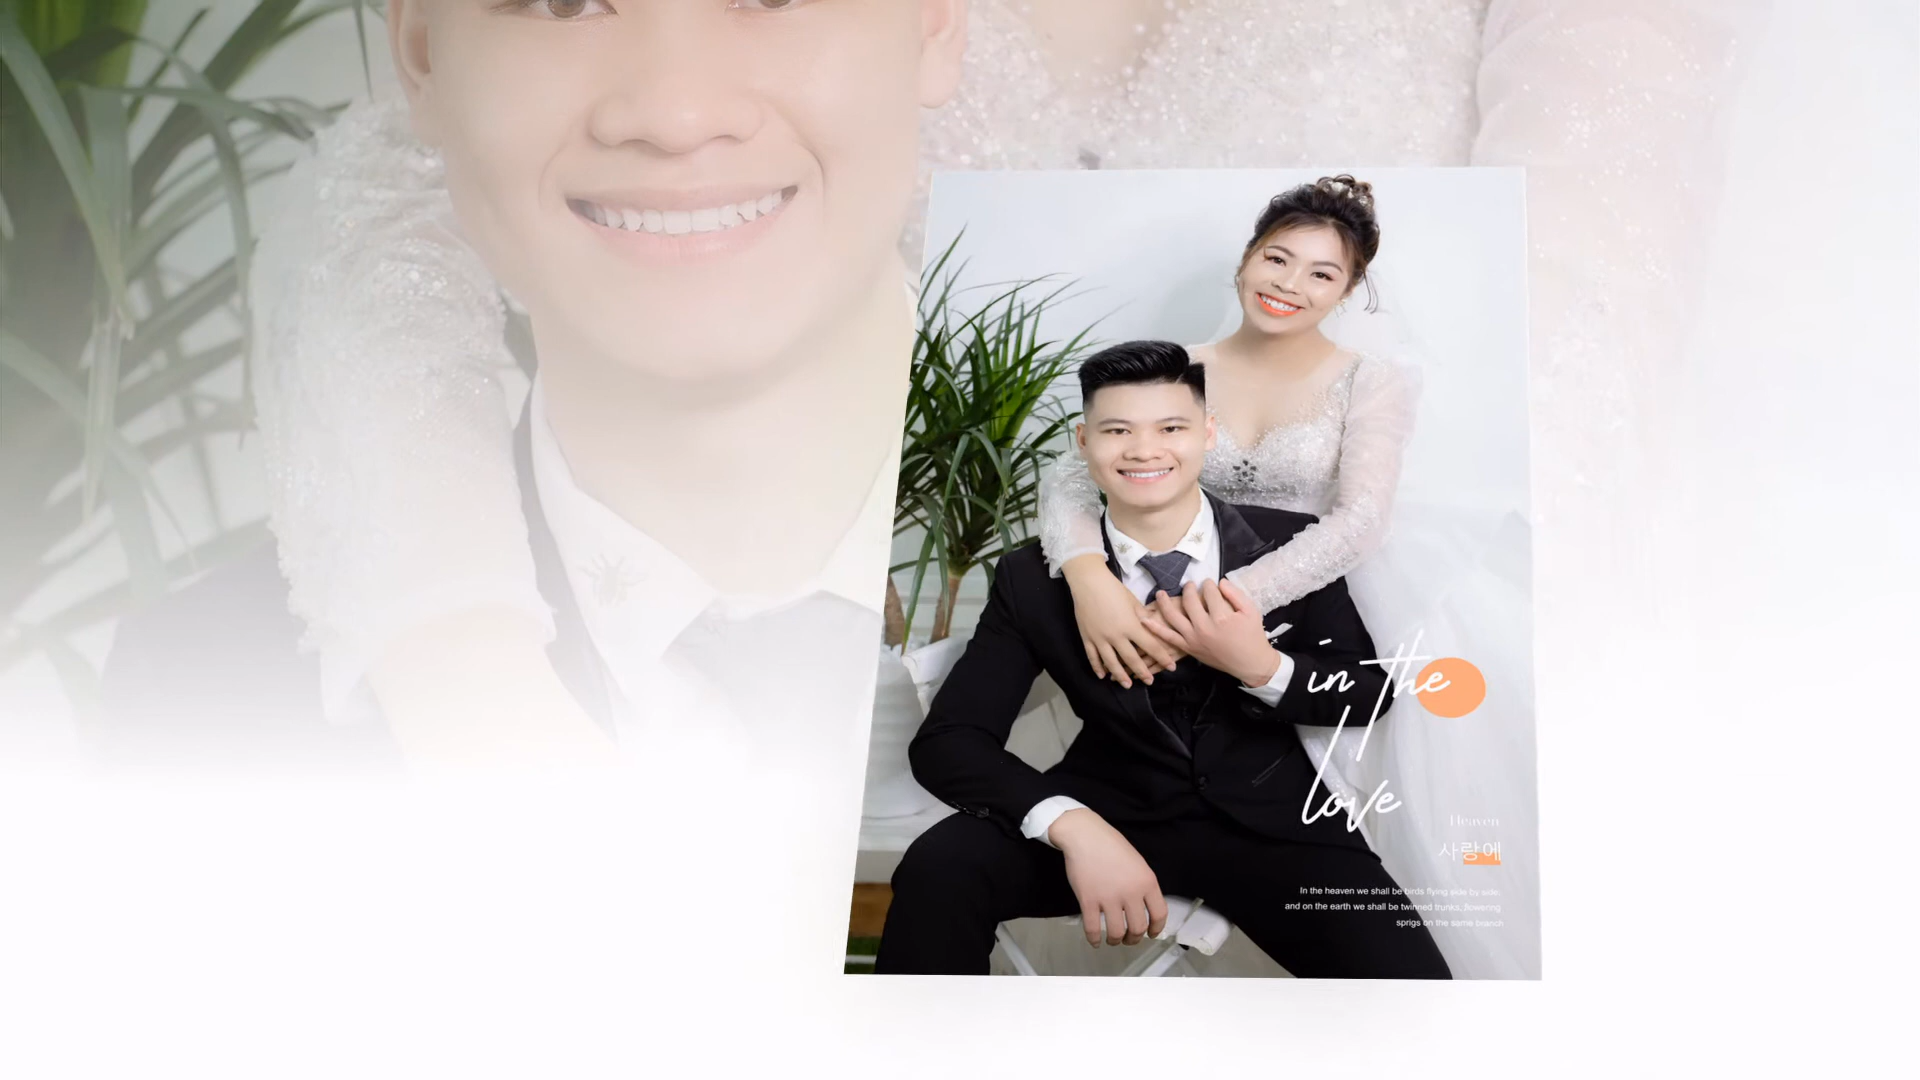 in the
love
Heaven
사랑에
In the heaven we shall be birds flying side by side,
and on the earth we shall be twinned trunks, flowering
sprigs on the same branch